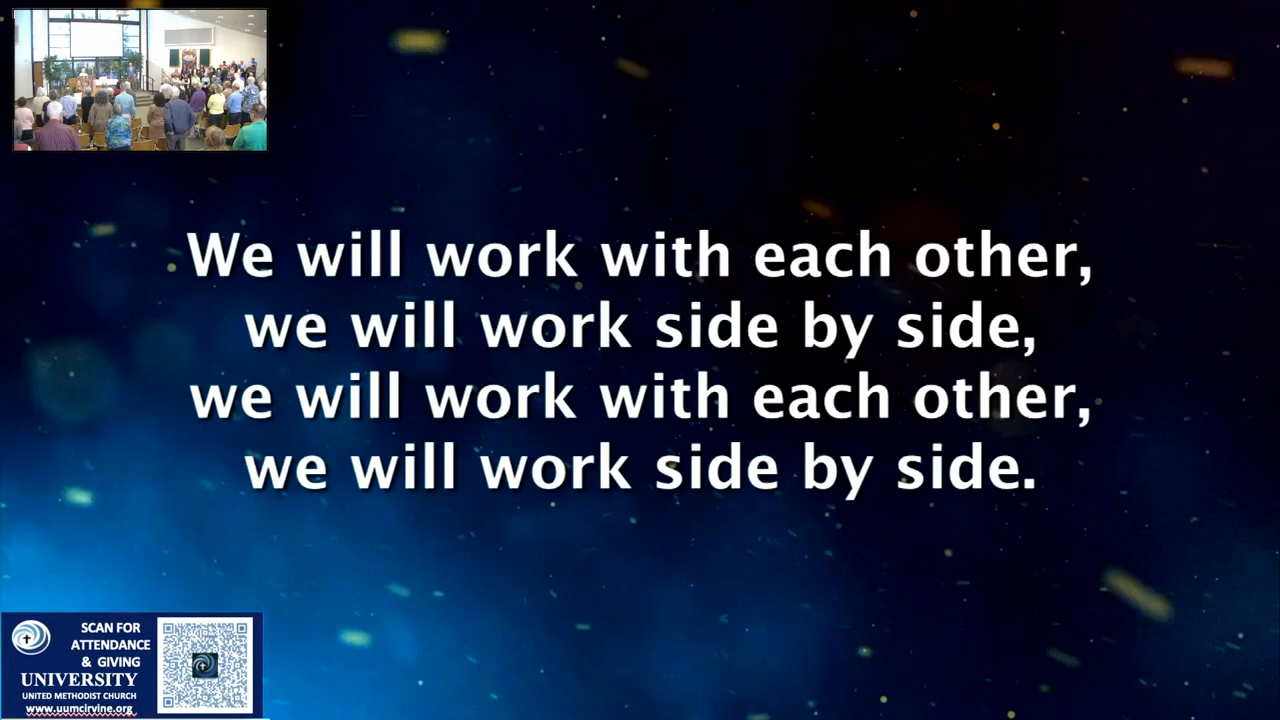 We will work with each other,
we will work side by side,
we will work with each other,
we will work side by side.
SCAN FOR
ATTENDANCE
& GIVING
UNIVERSITY
UNITED METHODIST CHURCH
www.uumcirvine.org